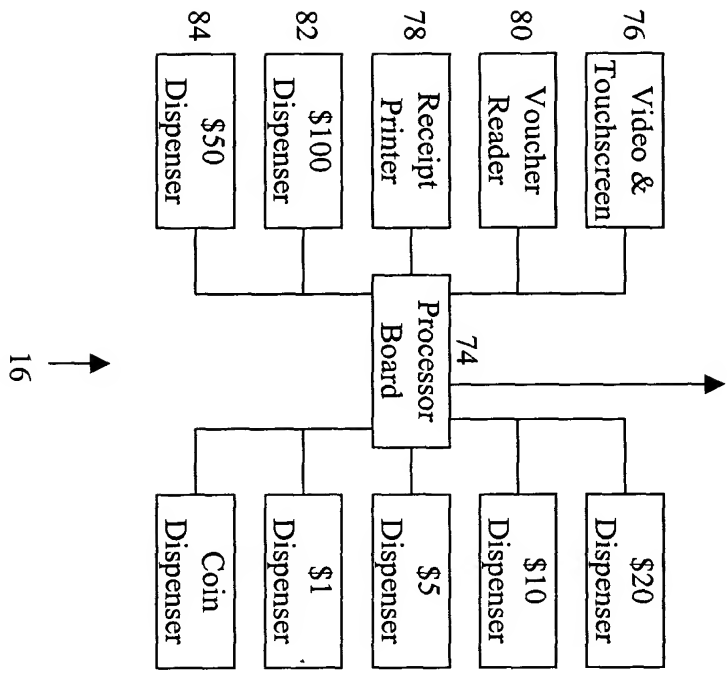 76
Video &
Touchscreen
$20
Dispenser
80
Voucher
Reader
$10
Dispenser
74
78
Receipt
Printer
Processor
Board
$5
Dispenser
82
$100
Dispenser
$1
Dispenser
84
$50
Dispenser
Coin
Dispenser
16